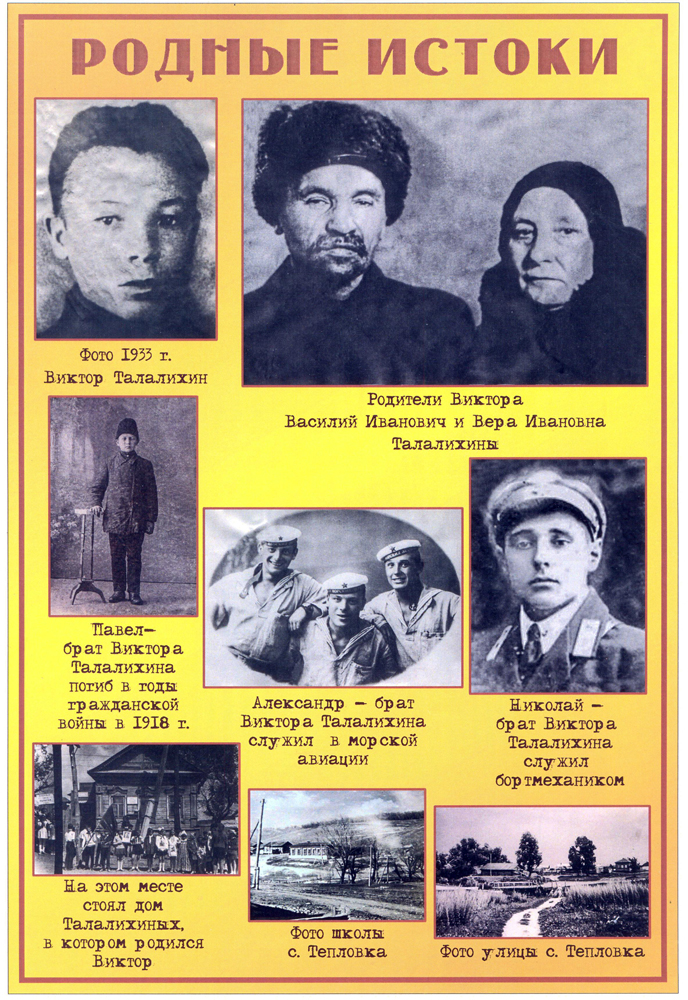 РОДНЫЕ ИСТОКИ
Фото 1933 г.
Виктор Талалихин
Родители Виктора
Василий Иванович и Вера Ивановна
Талалихины
Павел—
брат Виктора
Талалихина
погиб в годы
гражданской
войны в 1918 г.
Александр – брат
Виктора Талалихина
служил в морской
авиации
Николай –
брат Виктора
Талалихина
служил
бортмехаником
На этом месте
стоял дом
Талалихиных,
в котором родился
Виктор
Фото школы
с. Тепловка
Фото улицы с. Тепловка